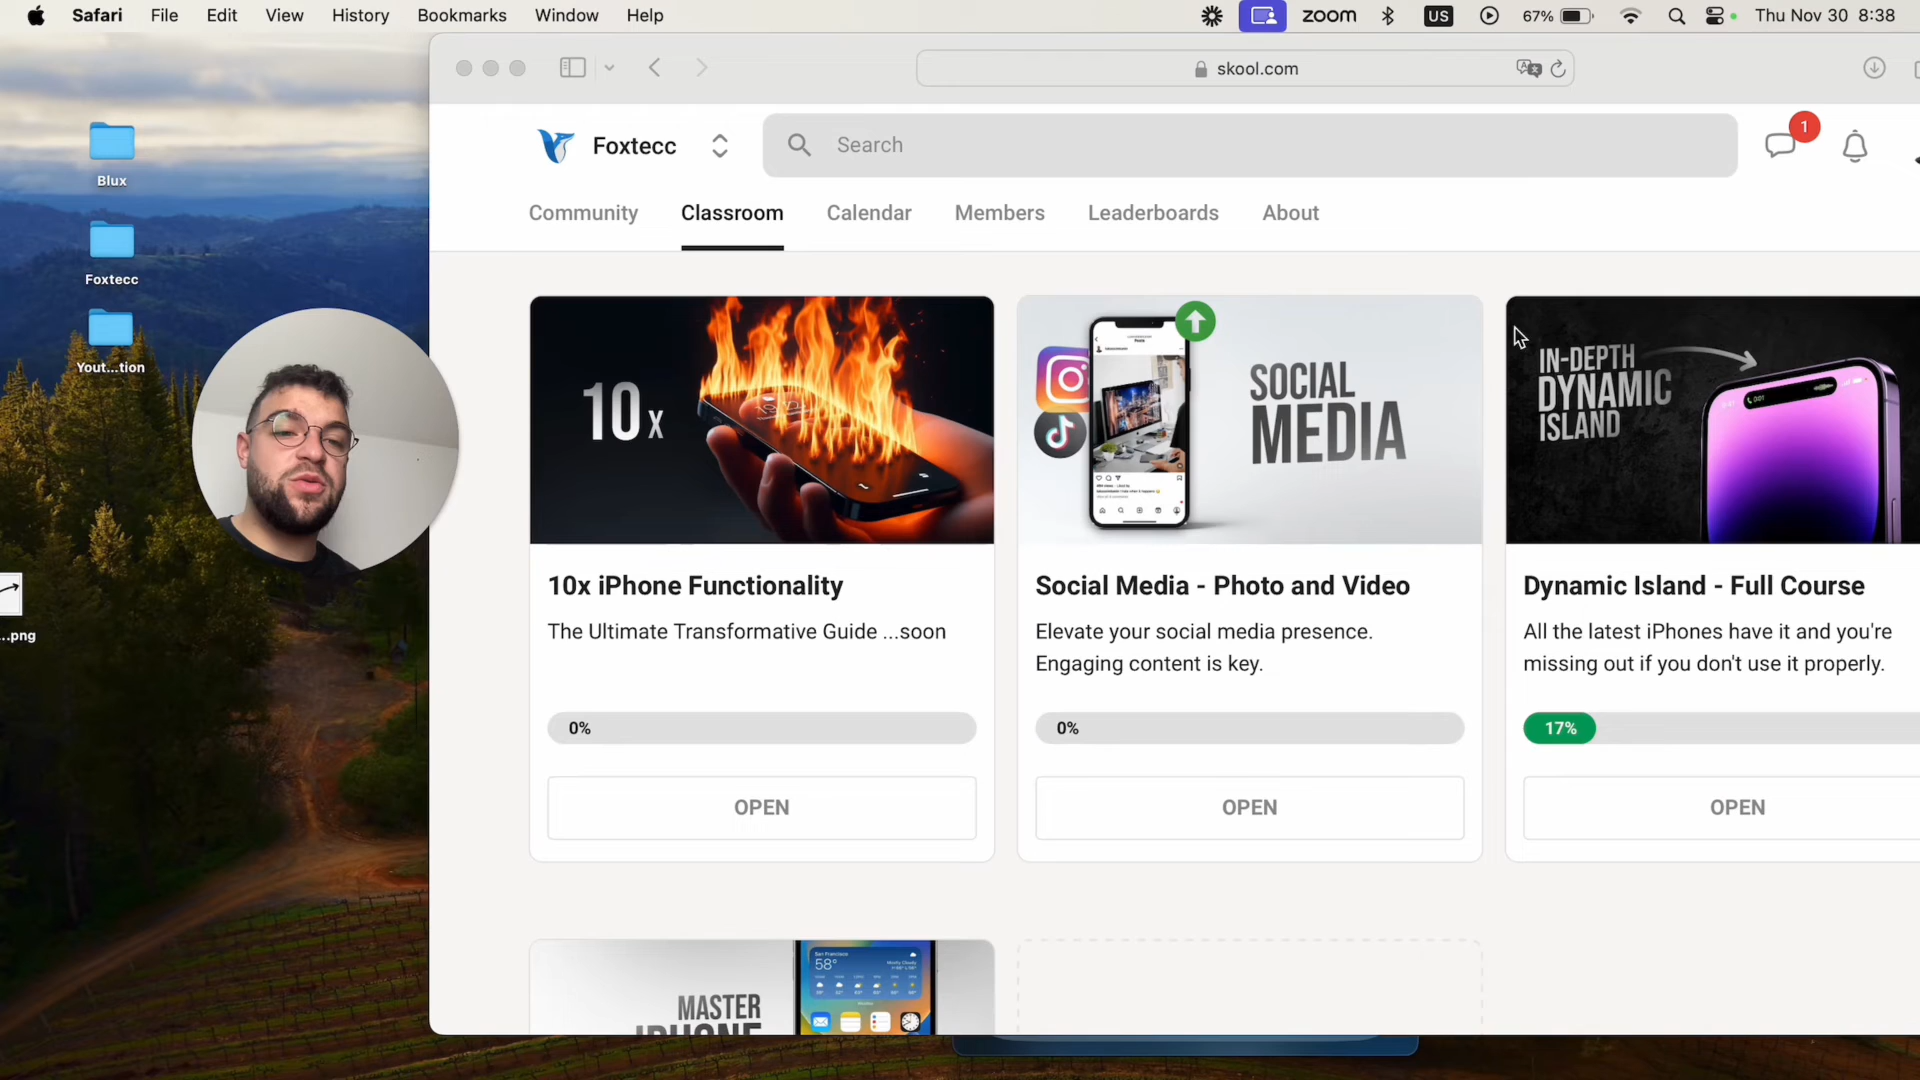 Safari File Edit View History Bookmarks Window Help zoom US 67% Thu Nov 30 8:38
skool.com
Foxtecc Search 1
Community Classroom Calendar Members Leaderboards About
Blux
Foxtecc
Yout...tion
...png
10x
SOCIAL
MEDIA
IN-DEPTH
DYNAMIC
ISLAND
10x iPhone Functionality
The Ultimate Transformative Guide ...soon
0%
OPEN
Social Media - Photo and Video
Elevate your social media presence.
Engaging content is key.
0%
OPEN
Dynamic Island - Full Course
All the latest iPhones have it and you're
missing out if you don't use it properly.
17%
OPEN
MASTER
IPHONE
San Francisco
58°